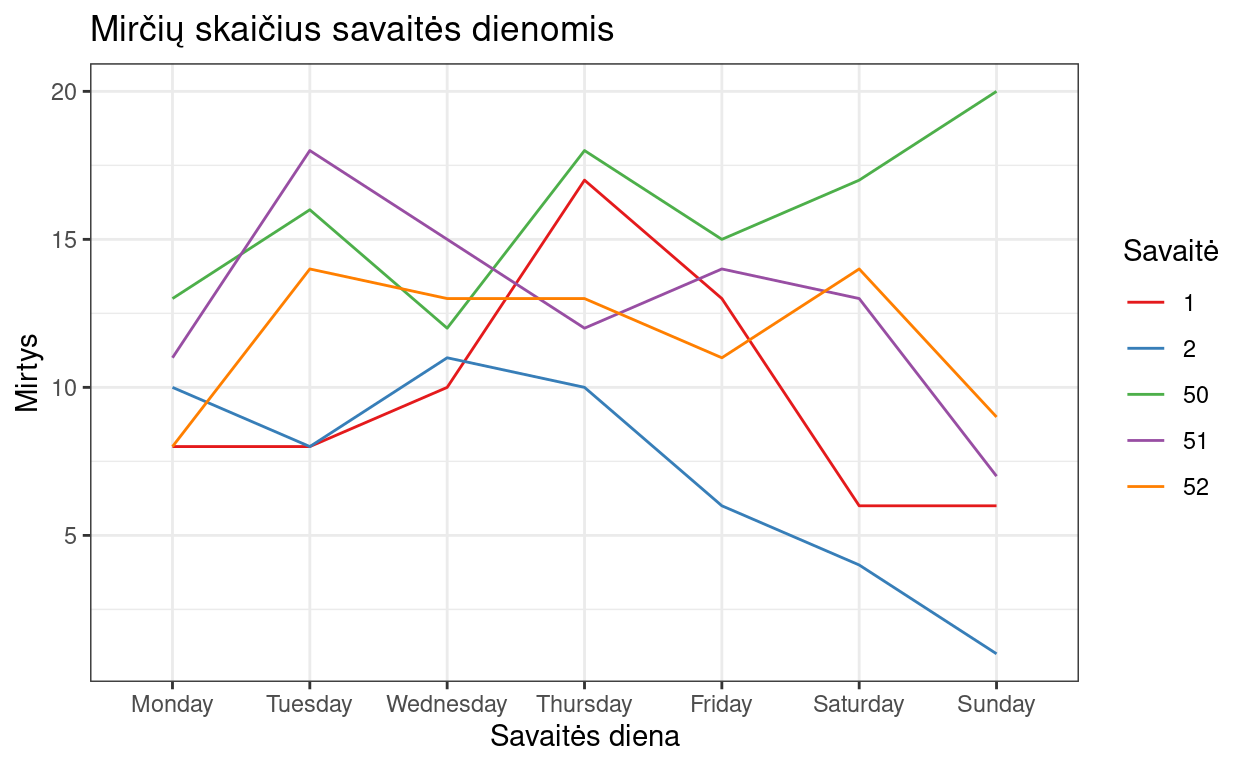 Mirčių skaičius savaitės dienomis
20
15
10
5
Mirtys
Monday Tuesday Wednesday Thursday Friday Saturday Sunday
Savaitės diena
Savaitė
1
2
50
51
52